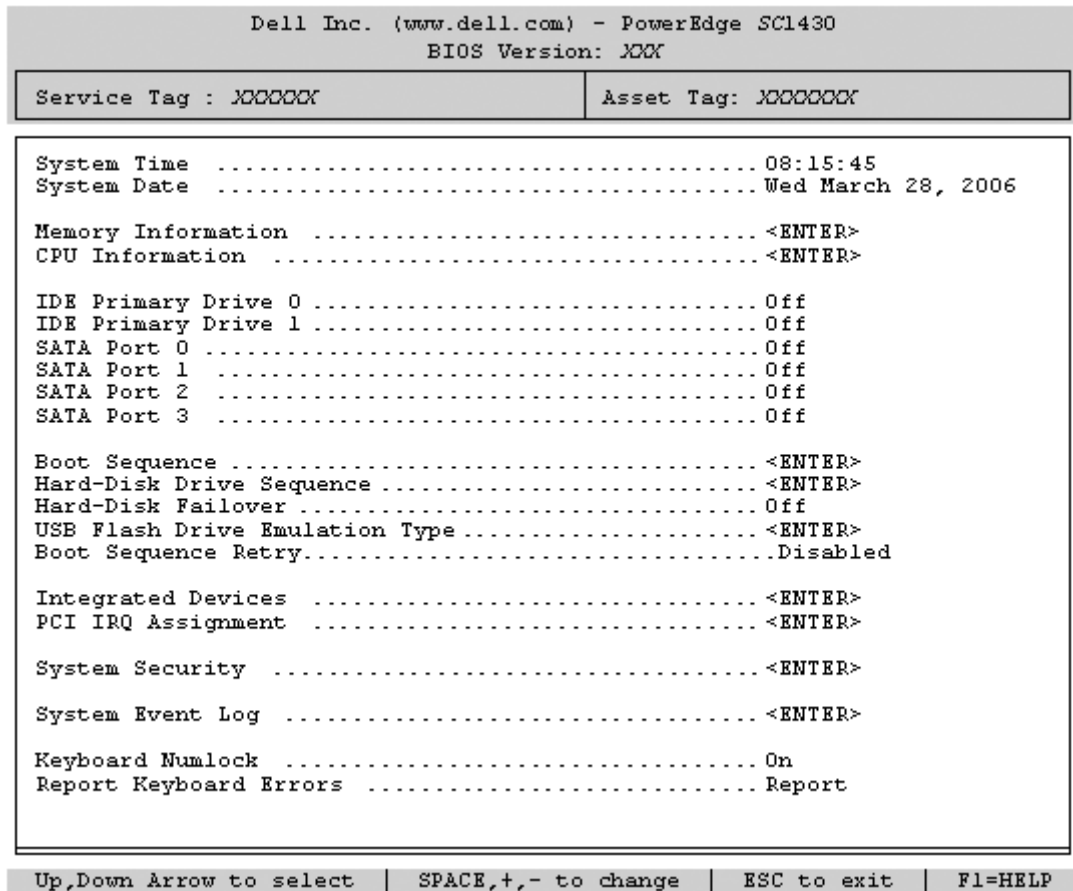 Dell Inc. (www.dell.com) - PowerEdge SC1430
BIOS Version: XXX
Service Tag : XXXXXX
Asset Tag: XXXXXXX
System Time ........................................ 08:15:45
System Date ........................................ Wed March 28, 2006
Memory Information ................................. <ENTER>
CPU Information .................................... <ENTER>
IDE Primary Drive 0 ................................. Off
IDE Primary Drive 1 ................................. Off
SATA Port 0 ......................................... Off
SATA Port 1 ........................................ Off
SATA Port 2 ........................................ Off
SATA Port 3 ........................................ Off
Boot Sequence ....................................... <ENTER>
Hard-Disk Drive Sequence ............................ <ENTER>
Hard-Disk Failover .................................. Off
USB Flash Drive Emulation Type ...................... <ENTER>
Boot Sequence Retry...................................Disabled
Integrated Devices ................................. <ENTER>
PCI IRQ Assignment ................................. <ENTER>
System Security .................................... <ENTER>
System Event Log ................................... <ENTER>
Keyboard Numlock ................................... On
Report Keyboard Errors ............................. Report
Up,Down Arrow to select | SPACE,+,- to change | ESC to exit | F1=HELP